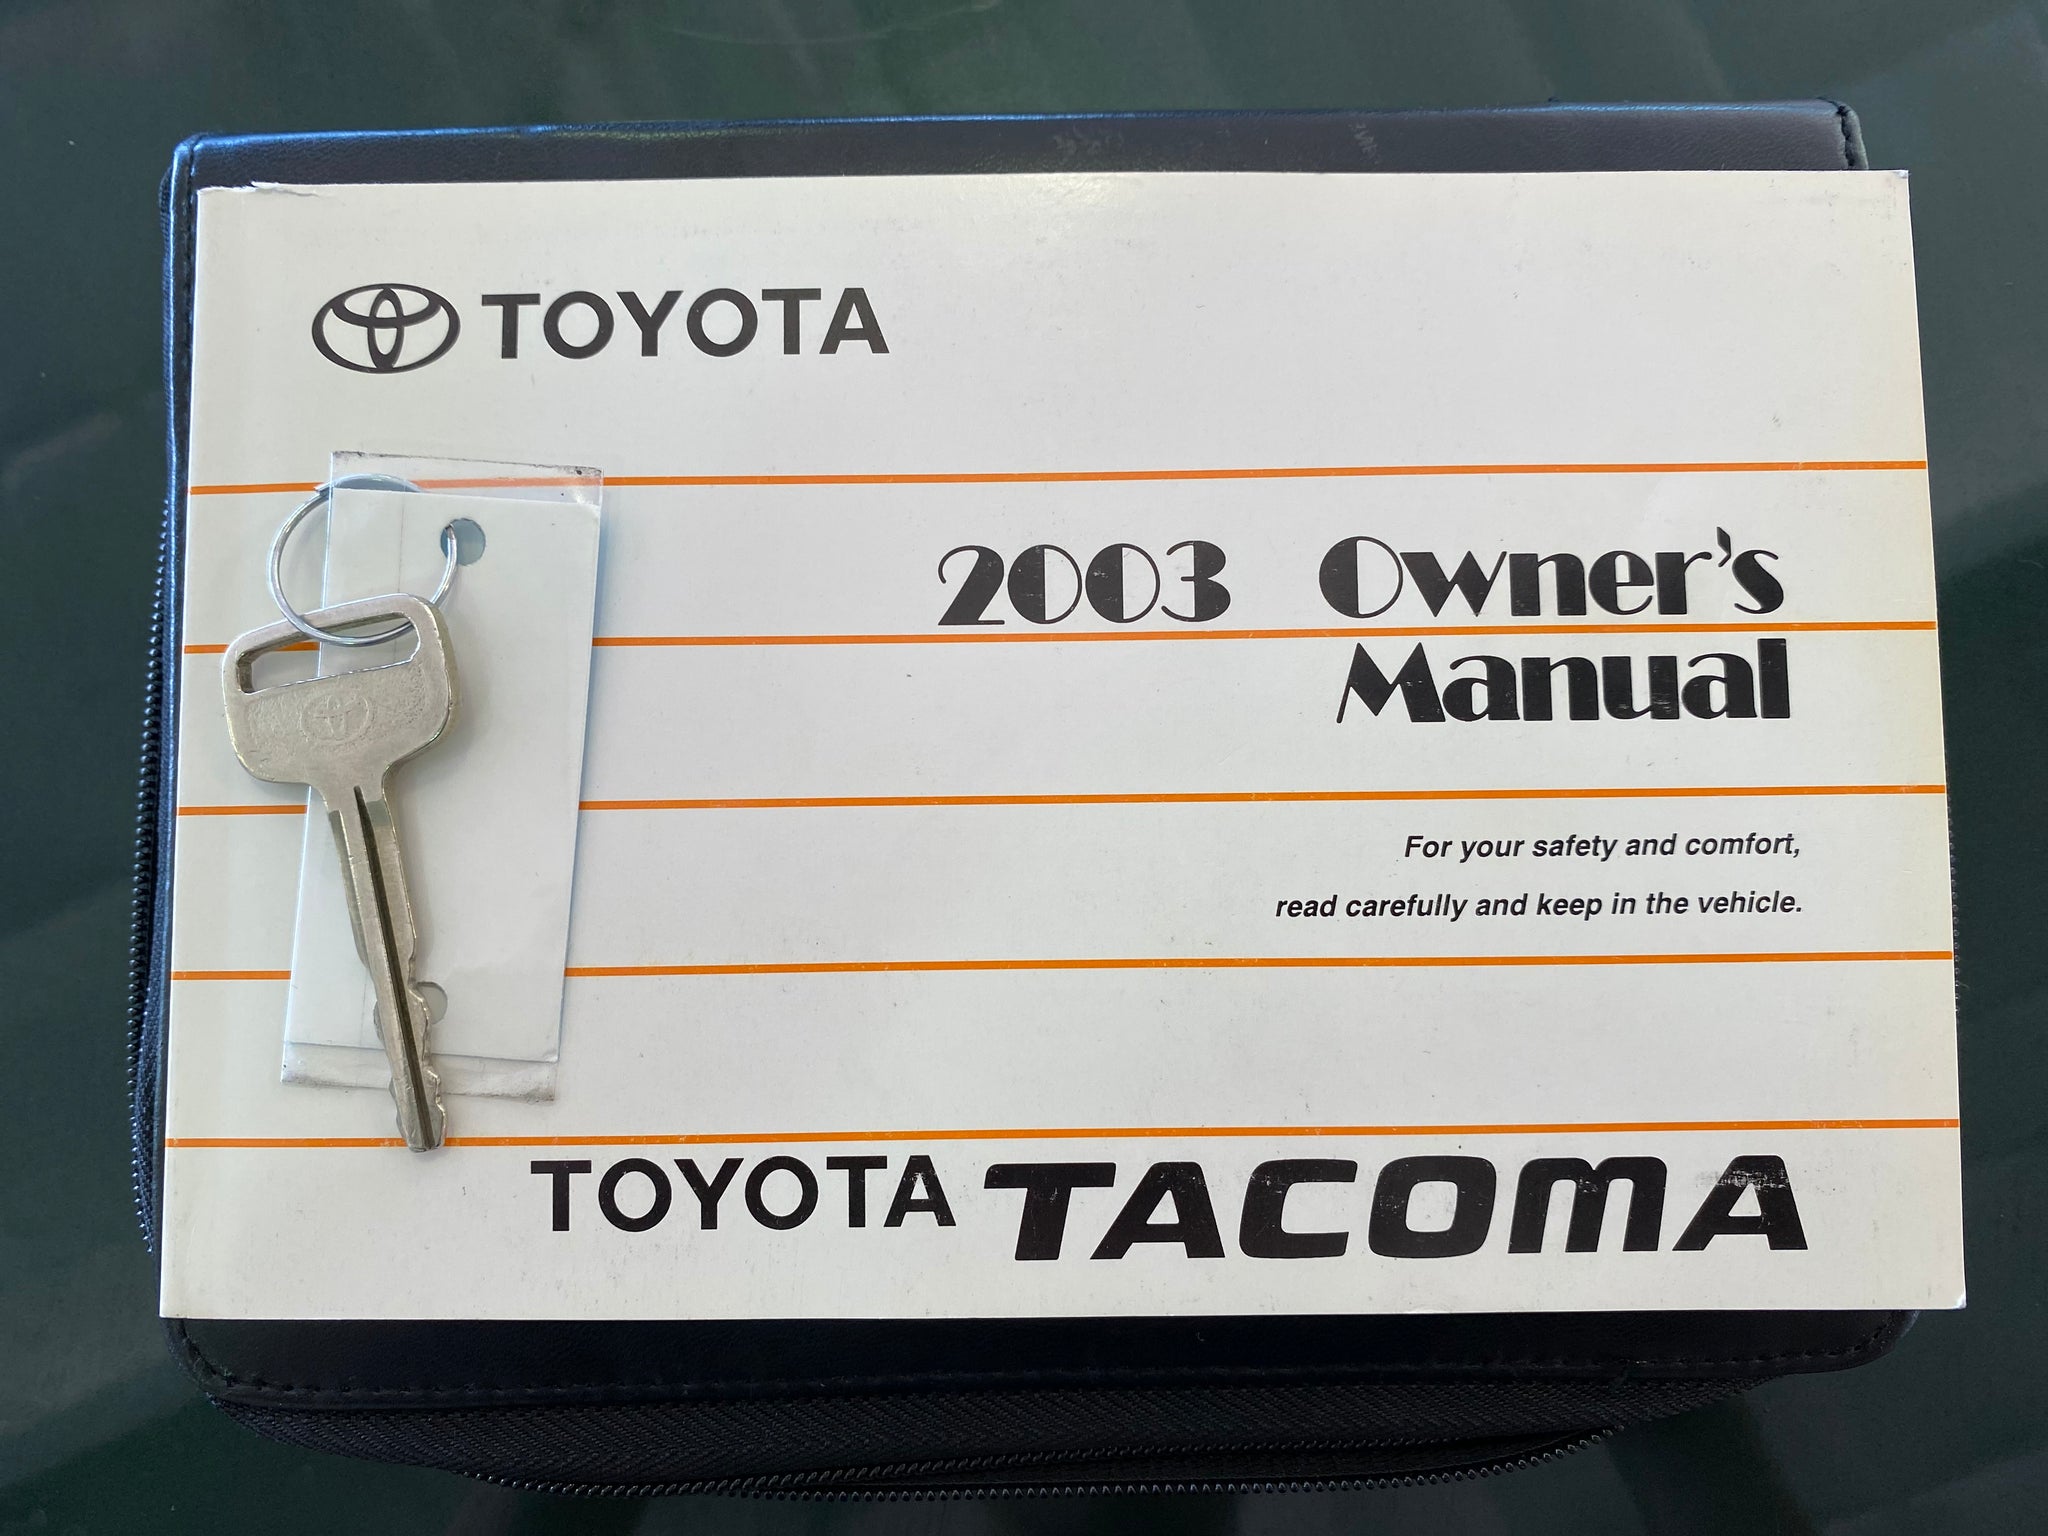 TOYOTA
2003 Owner's
Manual
For your safety and comfort,
read carefully and keep in the vehicle.
TOYOTA TACOMA